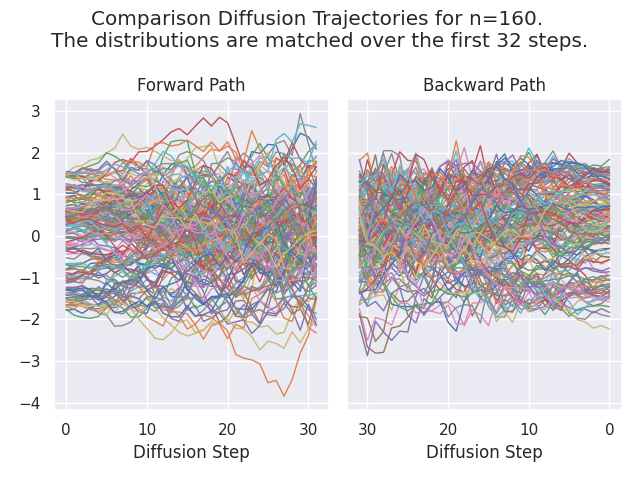 Comparison Diffusion Trajectories for n=160.
The distributions are matched over the first 32 steps.
Forward Path
Backward Path
3
2
1
0
−1
−2
−3
−4
0 10 20 30
30 20 10 0
Diffusion Step
Diffusion Step